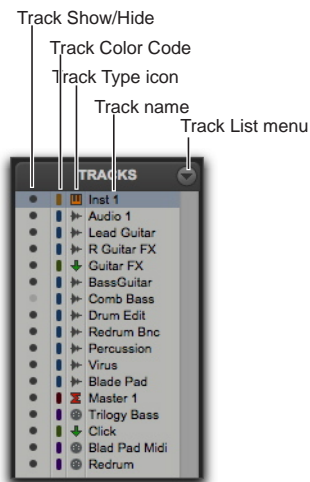 Track Show/Hide
Track Color Code
Track Type icon
Track name
Track List menu
TRACKS
Inst 1
Audio 1
Lead Guitar
R Guitar FX
Guitar FX
BassGuitar
Comb Bass
Drum Edit
Redrum Bnc
Percussion
Virus
Blade Pad
Master 1
Trilogy Bass
Click
Blad Pad Midi
Redrum